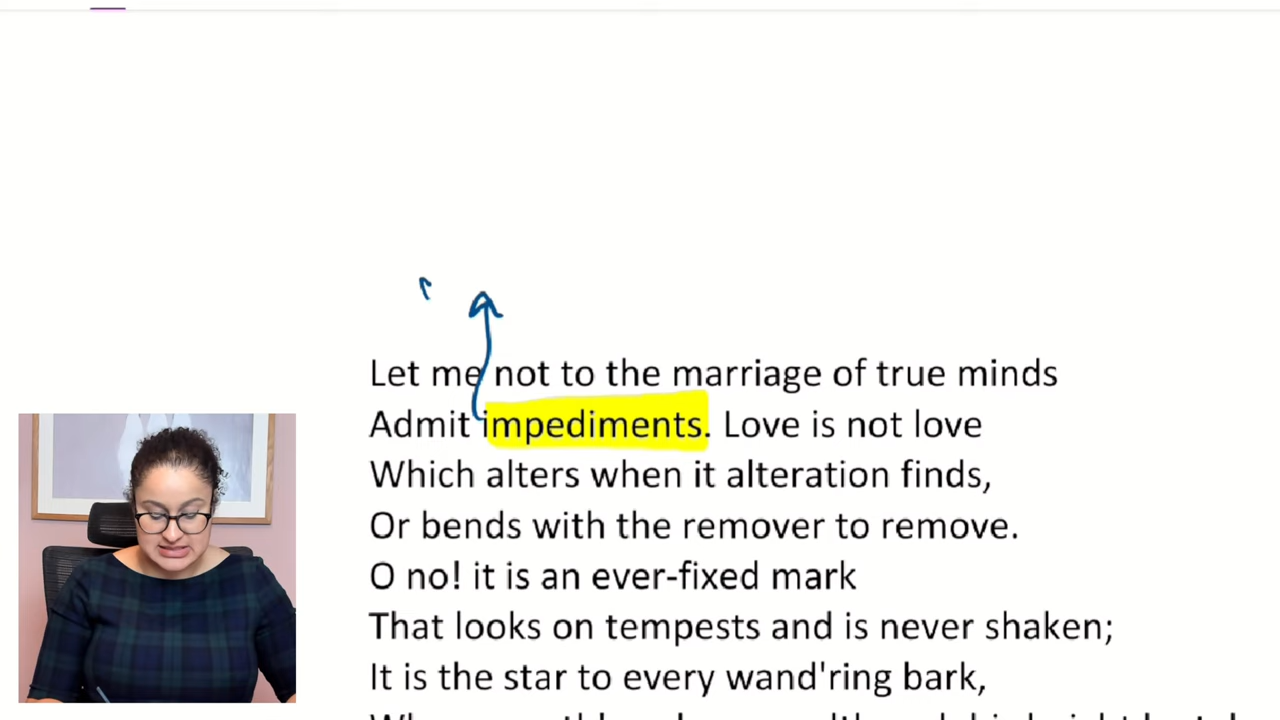 Let me not to the marriage of true minds
Admit impediments. Love is not love
Which alters when it alteration finds,
Or bends with the remover to remove.
O no! it is an ever-fixed mark
That looks on tempests and is never shaken;
It is the star to every wand'ring bark,